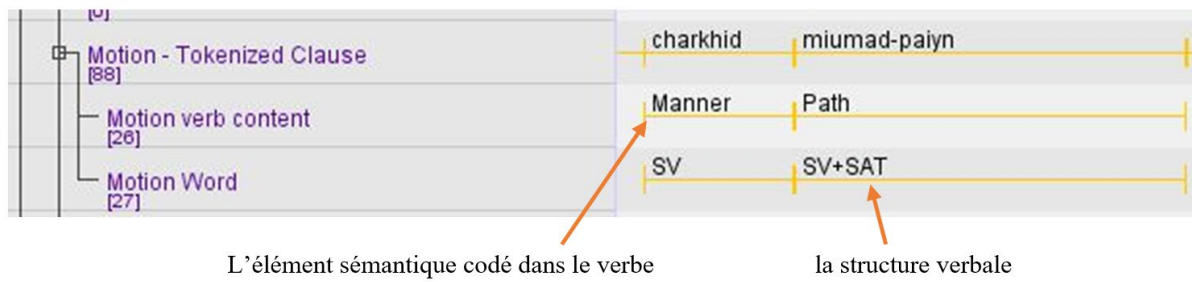 [0]
Motion - Tokenized Clause charkhid miumad-paiyn
[88]
Motion verb content Manner Path
[26]
Motion Word SV SV+SAT
[27]
L’élément sémantique codé dans le verbe la structure verbale